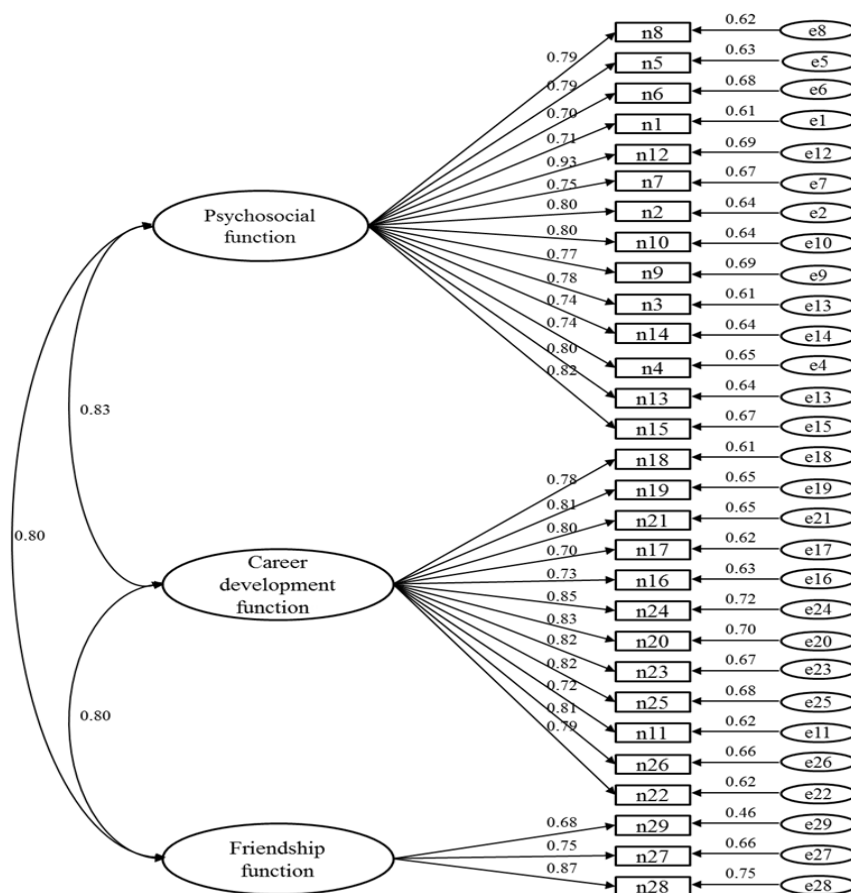 n8 0.62 e8
0.79 n5 0.63 e5
0.79 n6 0.68 e6
0.70 n1 0.61 e1
0.71 n12 0.69 e12
0.93 n7 0.67 e7
0.75 n2 0.64 e2
0.80 n10 0.64 e10
0.80 n9 0.69 e9
0.77 n3 0.61 e13
0.78 n14 0.64 e14
0.74 n4 0.65 e4
0.74 n13 0.64 e13
0.80 n15 0.67 e15
0.82
Psychosocial
function
0.83
0.80
n18 0.61 e18
0.78 n19 0.65 e19
0.81 n21 0.65 e21
0.80 n17 0.62 e17
0.70 n16 0.63 e16
0.73 n24 0.72 e24
0.85 n20 0.70 e20
0.83 n23 0.67 e23
0.82 n25 0.68 e25
0.82 n11 0.62 e11
0.72 n26 0.66 e26
0.81 n22 0.62 e22
0.79
Career
development
function
0.80
n29 0.46 e29
0.68 n27 0.66 e27
0.75 n28 0.75 e28
0.87
Friendship
function